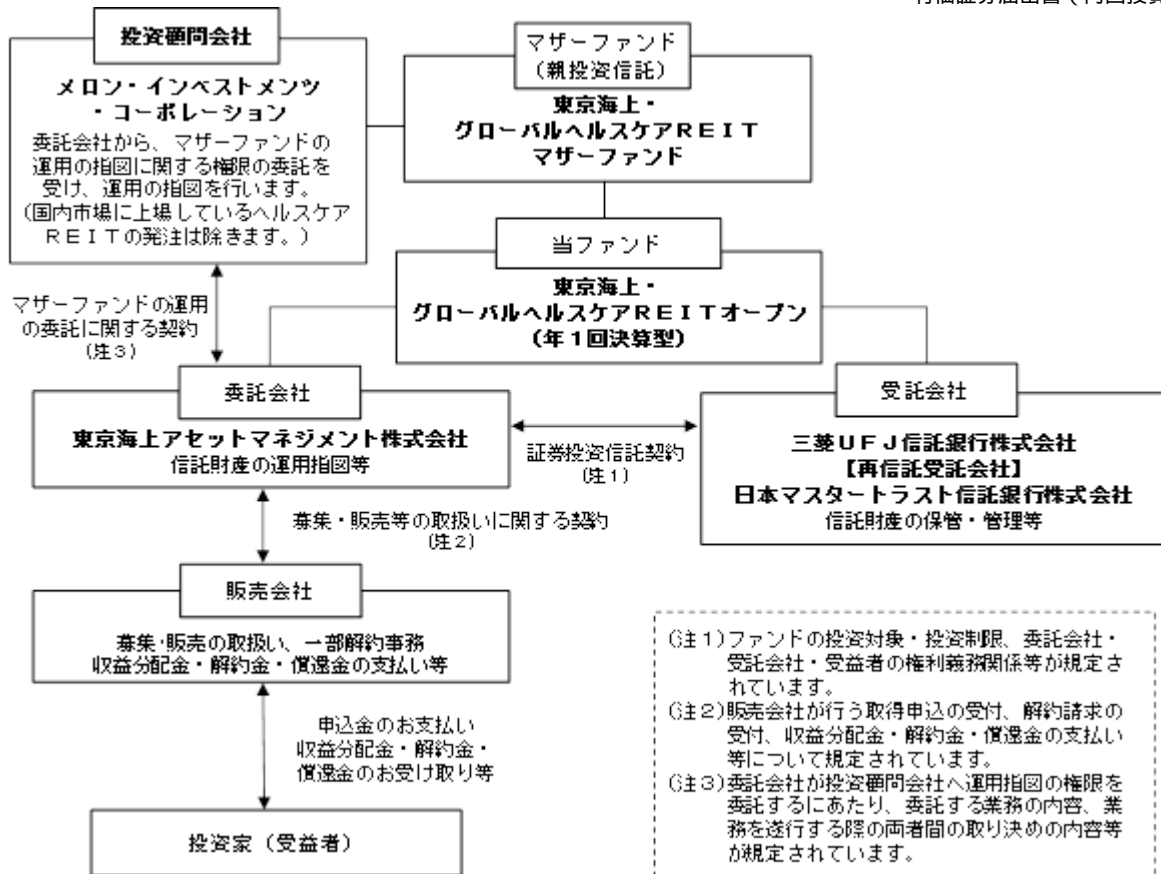 投資顧問会社
メロン・インベストメンツ
・コーポレーション
委託会社から、マザーファンドの
運用の指図に関する権限の委託を
受け、運用の指図を行います。
(国内市場に上場しているヘルスケア
REITの発注は除きます。)
マザーファンド
(親投資信託)
東京海上・
グローバルヘルスケアREIT
マザーファンド
当ファンド
東京海上・
グローバルヘルスケアREITオープン
(年1回決算型)
マザーファンドの運用
の委託に関する契約
(注3)
委託会社
東京海上アセットマネジメント株式会社
信託財産の運用指図等
証券投資信託契約
(注1)
受託会社
三菱UFJ信託銀行株式会社
【再信託受託会社】
日本マスタートラスト信託銀行株式会社
信託財産の保管・管理等
募集・販売等の取扱いに関する契約
(注2)
販売会社
募集・販売の取扱い、一部解約事務
収益分配金・解約金・償還金の支払い等
申込金のお支払い
収益分配金・解約金・
償還金のお受け取り等
投資家(受益者)
(注1)ファンドの投資対象・投資制限、委託会社・
受託会社・受益者の権利義務関係等が規定さ
れています。
(注2)販売会社が行う取得申込の受付、解約請求の
受付、収益分配金・解約金・償還金の支払い
等について規定されています。
(注3)委託会社が投資顧問会社へ運用指図の権限を
委託するにあたり、委託する業務の内容、業
務を遂行する際の両者間の取り決めの内容等
が規定されています。